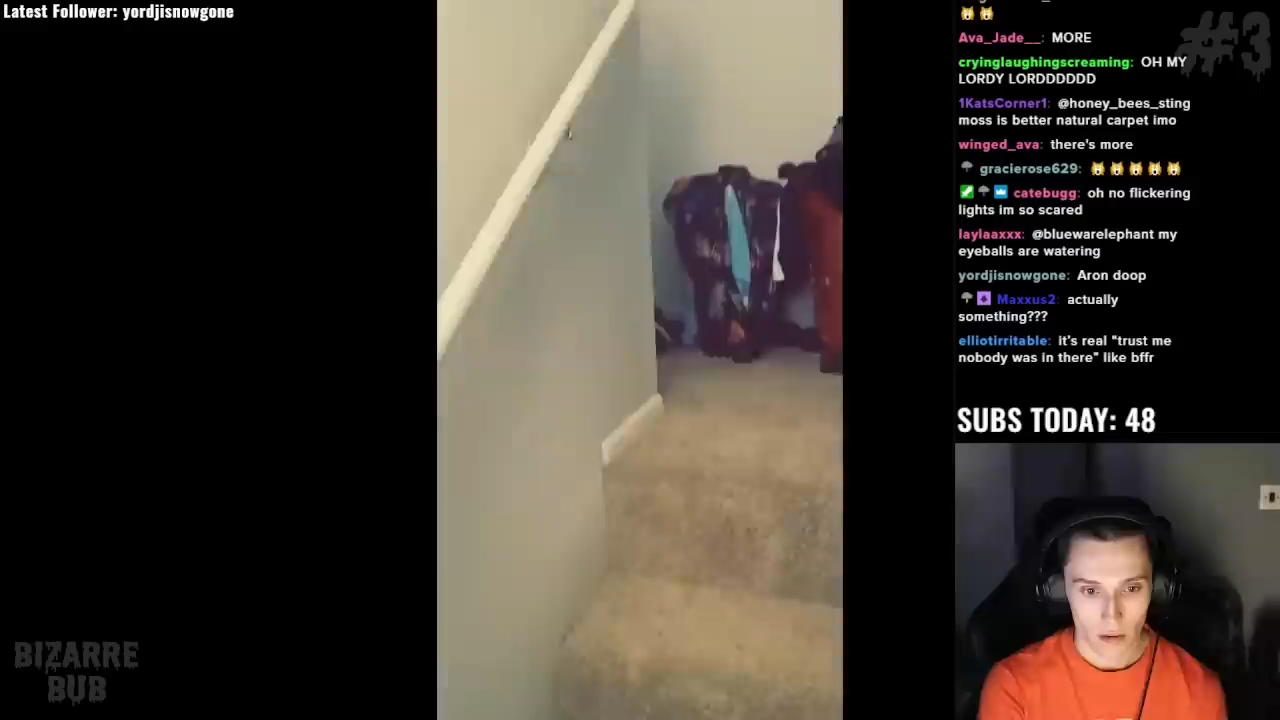 Latest Follower: yordjisnowgone
#3
Ava_Jade__: MORE
cryinglaughingscreaming: OH MY
LORDY LORDDDDDD
1KatsCorner1: @honey_bees_sting
moss is better natural carpet imo
winged_ava: there's more
gracierose629:
catebugg: oh no flickering
lights im so scared
laylaaxxx: @bluewarelephant my
eyeballs are watering
yordjisnowgone: Aron doop
Maxxus2: actually
something???
elliotirritable: it's real "trust me
nobody was in there" like bffr
SUBS TODAY: 48
BIZARRE
BUB